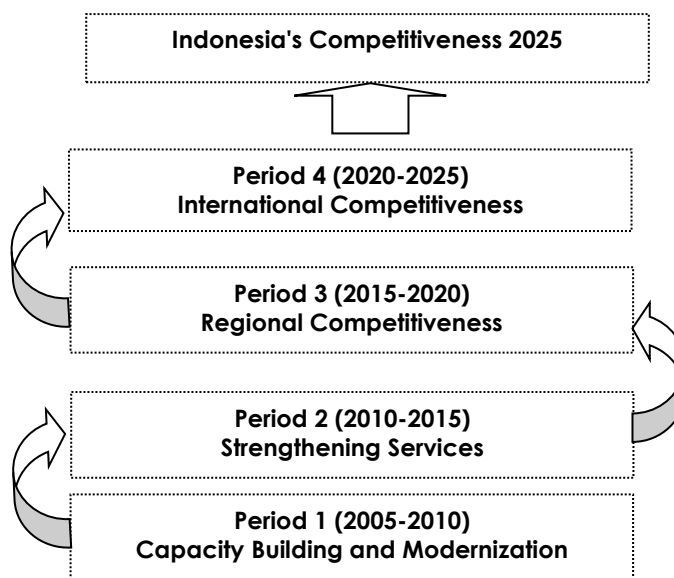 Indonesia's Competitiveness 2025
Period 4 (2020-2025)
International Competitiveness
Period 3 (2015-2020)
Regional Competitiveness
Period 2 (2010-2015)
Strengthening Services
Period 1 (2005-2010)
Capacity Building and Modernization